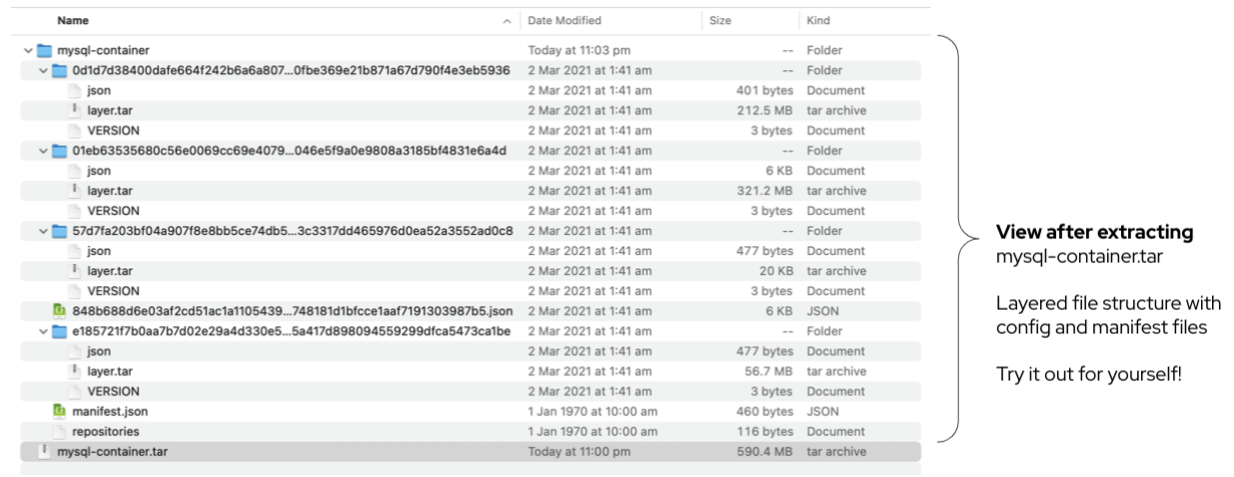 Name Date Modified Size Kind
mysql-container Today at 11:03 pm -- Folder
0d1d7d38400dafe664f242b6a6a807...0fbe369e21b871a67d790f4e3eb5936 2 Mar 2021 at 1:41 am -- Folder
json 2 Mar 2021 at 1:41 am 401 bytes Document
layer.tar 2 Mar 2021 at 1:41 am 212.5 MB tar archive
VERSION 2 Mar 2021 at 1:41 am 3 bytes Document
01eb63535680c56e0069cc69e4079...046e5f9a0e9808a3185bf4831e6a4d 2 Mar 2021 at 1:41 am -- Folder
json 2 Mar 2021 at 1:41 am 6 KB Document
layer.tar 2 Mar 2021 at 1:41 am 321.2 MB tar archive
VERSION 2 Mar 2021 at 1:41 am 3 bytes Document
57d7fa203bf04a907f8e8bb5ce74db5...3c3317dd465976d0ea52a3552ad0c8 2 Mar 2021 at 1:41 am -- Folder
json 2 Mar 2021 at 1:41 am 477 bytes Document
layer.tar 2 Mar 2021 at 1:41 am 20 KB tar archive
VERSION 2 Mar 2021 at 1:41 am 3 bytes Document
848b688d6e03af2cd51ac1a1105439...748181d1bfcce1aaf7191303987b5.json 2 Mar 2021 at 1:41 am 6 KB JSON
e185721f7b0aa7b7d02e29a4d330e5...5a417d898094559299dfca5473ca1be 2 Mar 2021 at 1:41 am -- Folder
json 2 Mar 2021 at 1:41 am 477 bytes Document
layer.tar 2 Mar 2021 at 1:41 am 56.7 MB tar archive
VERSION 2 Mar 2021 at 1:41 am 3 bytes Document
manifest.json 1 Jan 1970 at 10:00 am 460 bytes JSON
repositories 1 Jan 1970 at 10:00 am 116 bytes Document
mysql-container.tar Today at 11:00 pm 590.4 MB tar archive
View after extracting
mysql-container.tar
Layered file structure with
config and manifest files
Try it out for yourself!